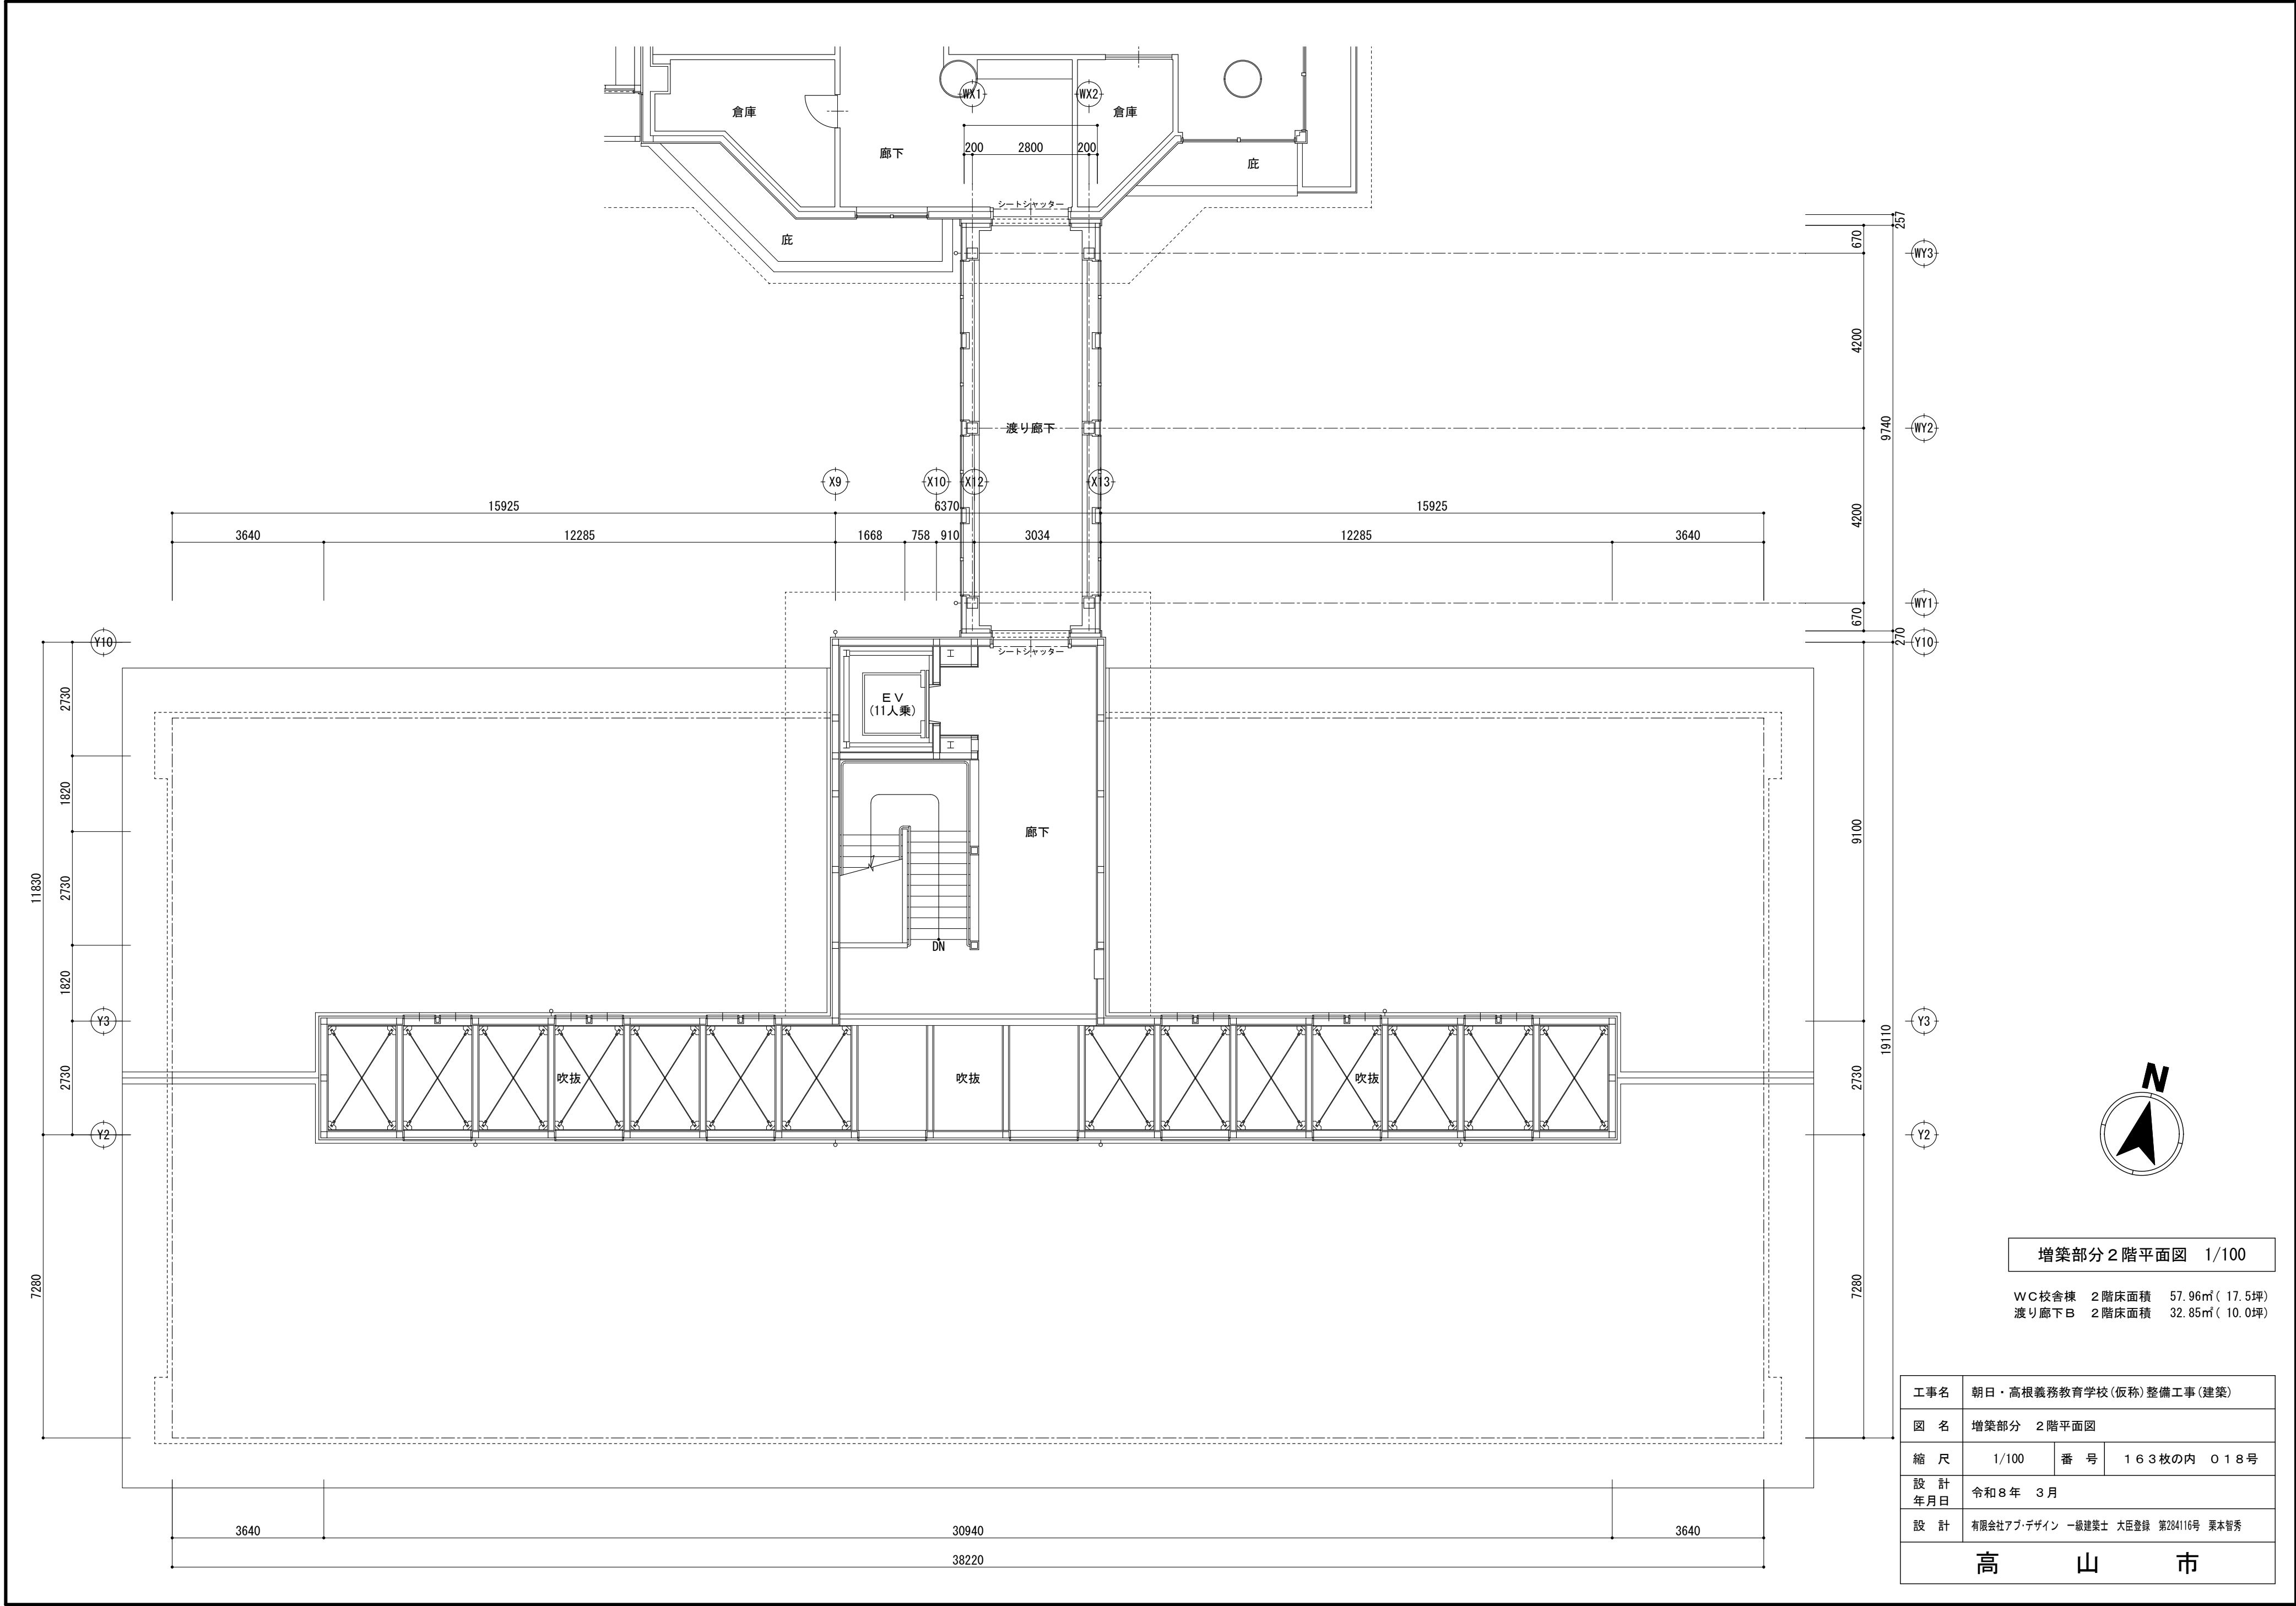 WX1
WX2
倉庫
倉庫
廊下
200
2800
200
庇
シートシャッター
庇
257
670
WY3
4200
渡り廊下
9740
WY2
X9
X10
X12
X13
15925
6370
15925
4200
3640
12285
1668
758
910
3034
12285
3640
WY1
670
270
Y10
Y10
シートシャッター
エ
2730
EV
(11人乗)
エ
1820
廊下
9100
11830
2730
DN
1820
Y3
Y3
19110
2730
吹抜
吹抜
吹抜
2730
N
Y2
Y2
7280
7280
増築部分２階平面図 1/100
ＷＣ校舎棟 ２階床面積 57.96㎡( 17.5坪)
渡り廊下Ｂ ２階床面積 32.85㎡( 10.0坪)
工事名 朝日・高根義務教育学校(仮称)整備工事(建築)
図 名 増築部分 ２階平面図
縮 尺 1/100 番 号 １６３枚の内 ０１８号
設 計
年月日 令和８年 ３月
設 計 有限会社アブ・デザイン 一級建築士 大臣登録 第284116号 栗本智秀
高 山 市
3640
30940
3640
38220